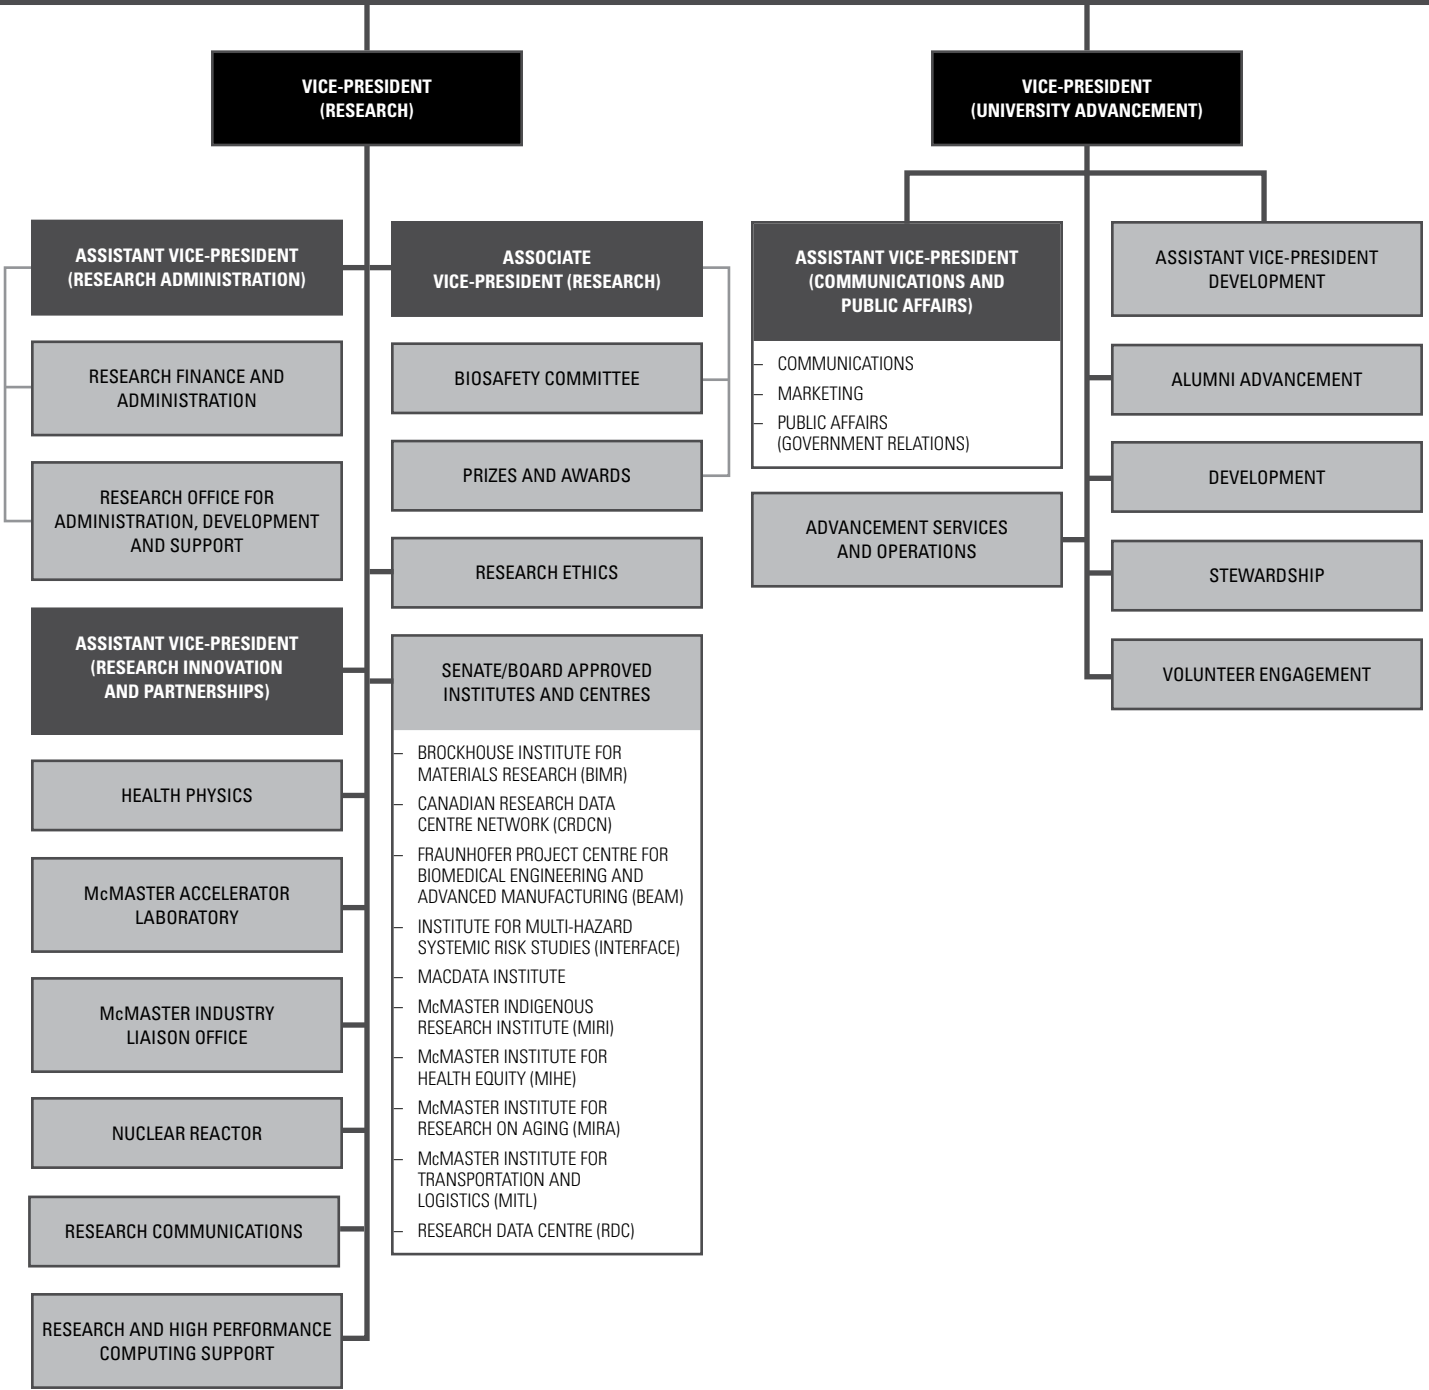 VICE-PRESIDENT
(RESEARCH)
ASSISTANT VICE-PRESIDENT
(RESEARCH ADMINISTRATION)
RESEARCH FINANCE AND
ADMINISTRATION
RESEARCH OFFICE FOR
ADMINISTRATION, DEVELOPMENT
AND SUPPORT
ASSISTANT VICE-PRESIDENT
(RESEARCH INNOVATION
AND PARTNERSHIPS)
HEALTH PHYSICS
McMASTER ACCELERATOR
LABORATORY
McMASTER INDUSTRY
LIAISON OFFICE
NUCLEAR REACTOR
RESEARCH COMMUNICATIONS
RESEARCH AND HIGH PERFORMANCE
COMPUTING SUPPORT
ASSOCIATE
VICE-PRESIDENT (RESEARCH)
BIOSAFETY COMMITTEE
PRIZES AND AWARDS
RESEARCH ETHICS
SENATE/BOARD APPROVED
INSTITUTES AND CENTRES
– BROCKHOUSE INSTITUTE FOR
MATERIALS RESEARCH (BIMR)
– CANADIAN RESEARCH DATA
CENTRE NETWORK (CRDCN)
– FRAUNHOFER PROJECT CENTRE FOR
BIOMEDICAL ENGINEERING AND
ADVANCED MANUFACTURING (BEAM)
– INSTITUTE FOR MULTI-HAZARD
SYSTEMIC RISK STUDIES (INTERFACE)
– MACDATA INSTITUTE
– McMASTER INDIGENOUS
RESEARCH INSTITUTE (MIRI)
– McMASTER INSTITUTE FOR
HEALTH EQUITY (MIHE)
– McMASTER INSTITUTE FOR
RESEARCH ON AGING (MIRA)
– McMASTER INSTITUTE FOR
TRANSPORTATION AND
LOGISTICS (MITL)
– RESEARCH DATA CENTRE (RDC)
VICE-PRESIDENT
(UNIVERSITY ADVANCEMENT)
ASSISTANT VICE-PRESIDENT
(COMMUNICATIONS AND
PUBLIC AFFAIRS)
– COMMUNICATIONS
– MARKETING
– PUBLIC AFFAIRS
(GOVERNMENT RELATIONS)
ADVANCEMENT SERVICES
AND OPERATIONS
ASSISTANT VICE-PRESIDENT
DEVELOPMENT
ALUMNI ADVANCEMENT
DEVELOPMENT
STEWARDSHIP
VOLUNTEER ENGAGEMENT